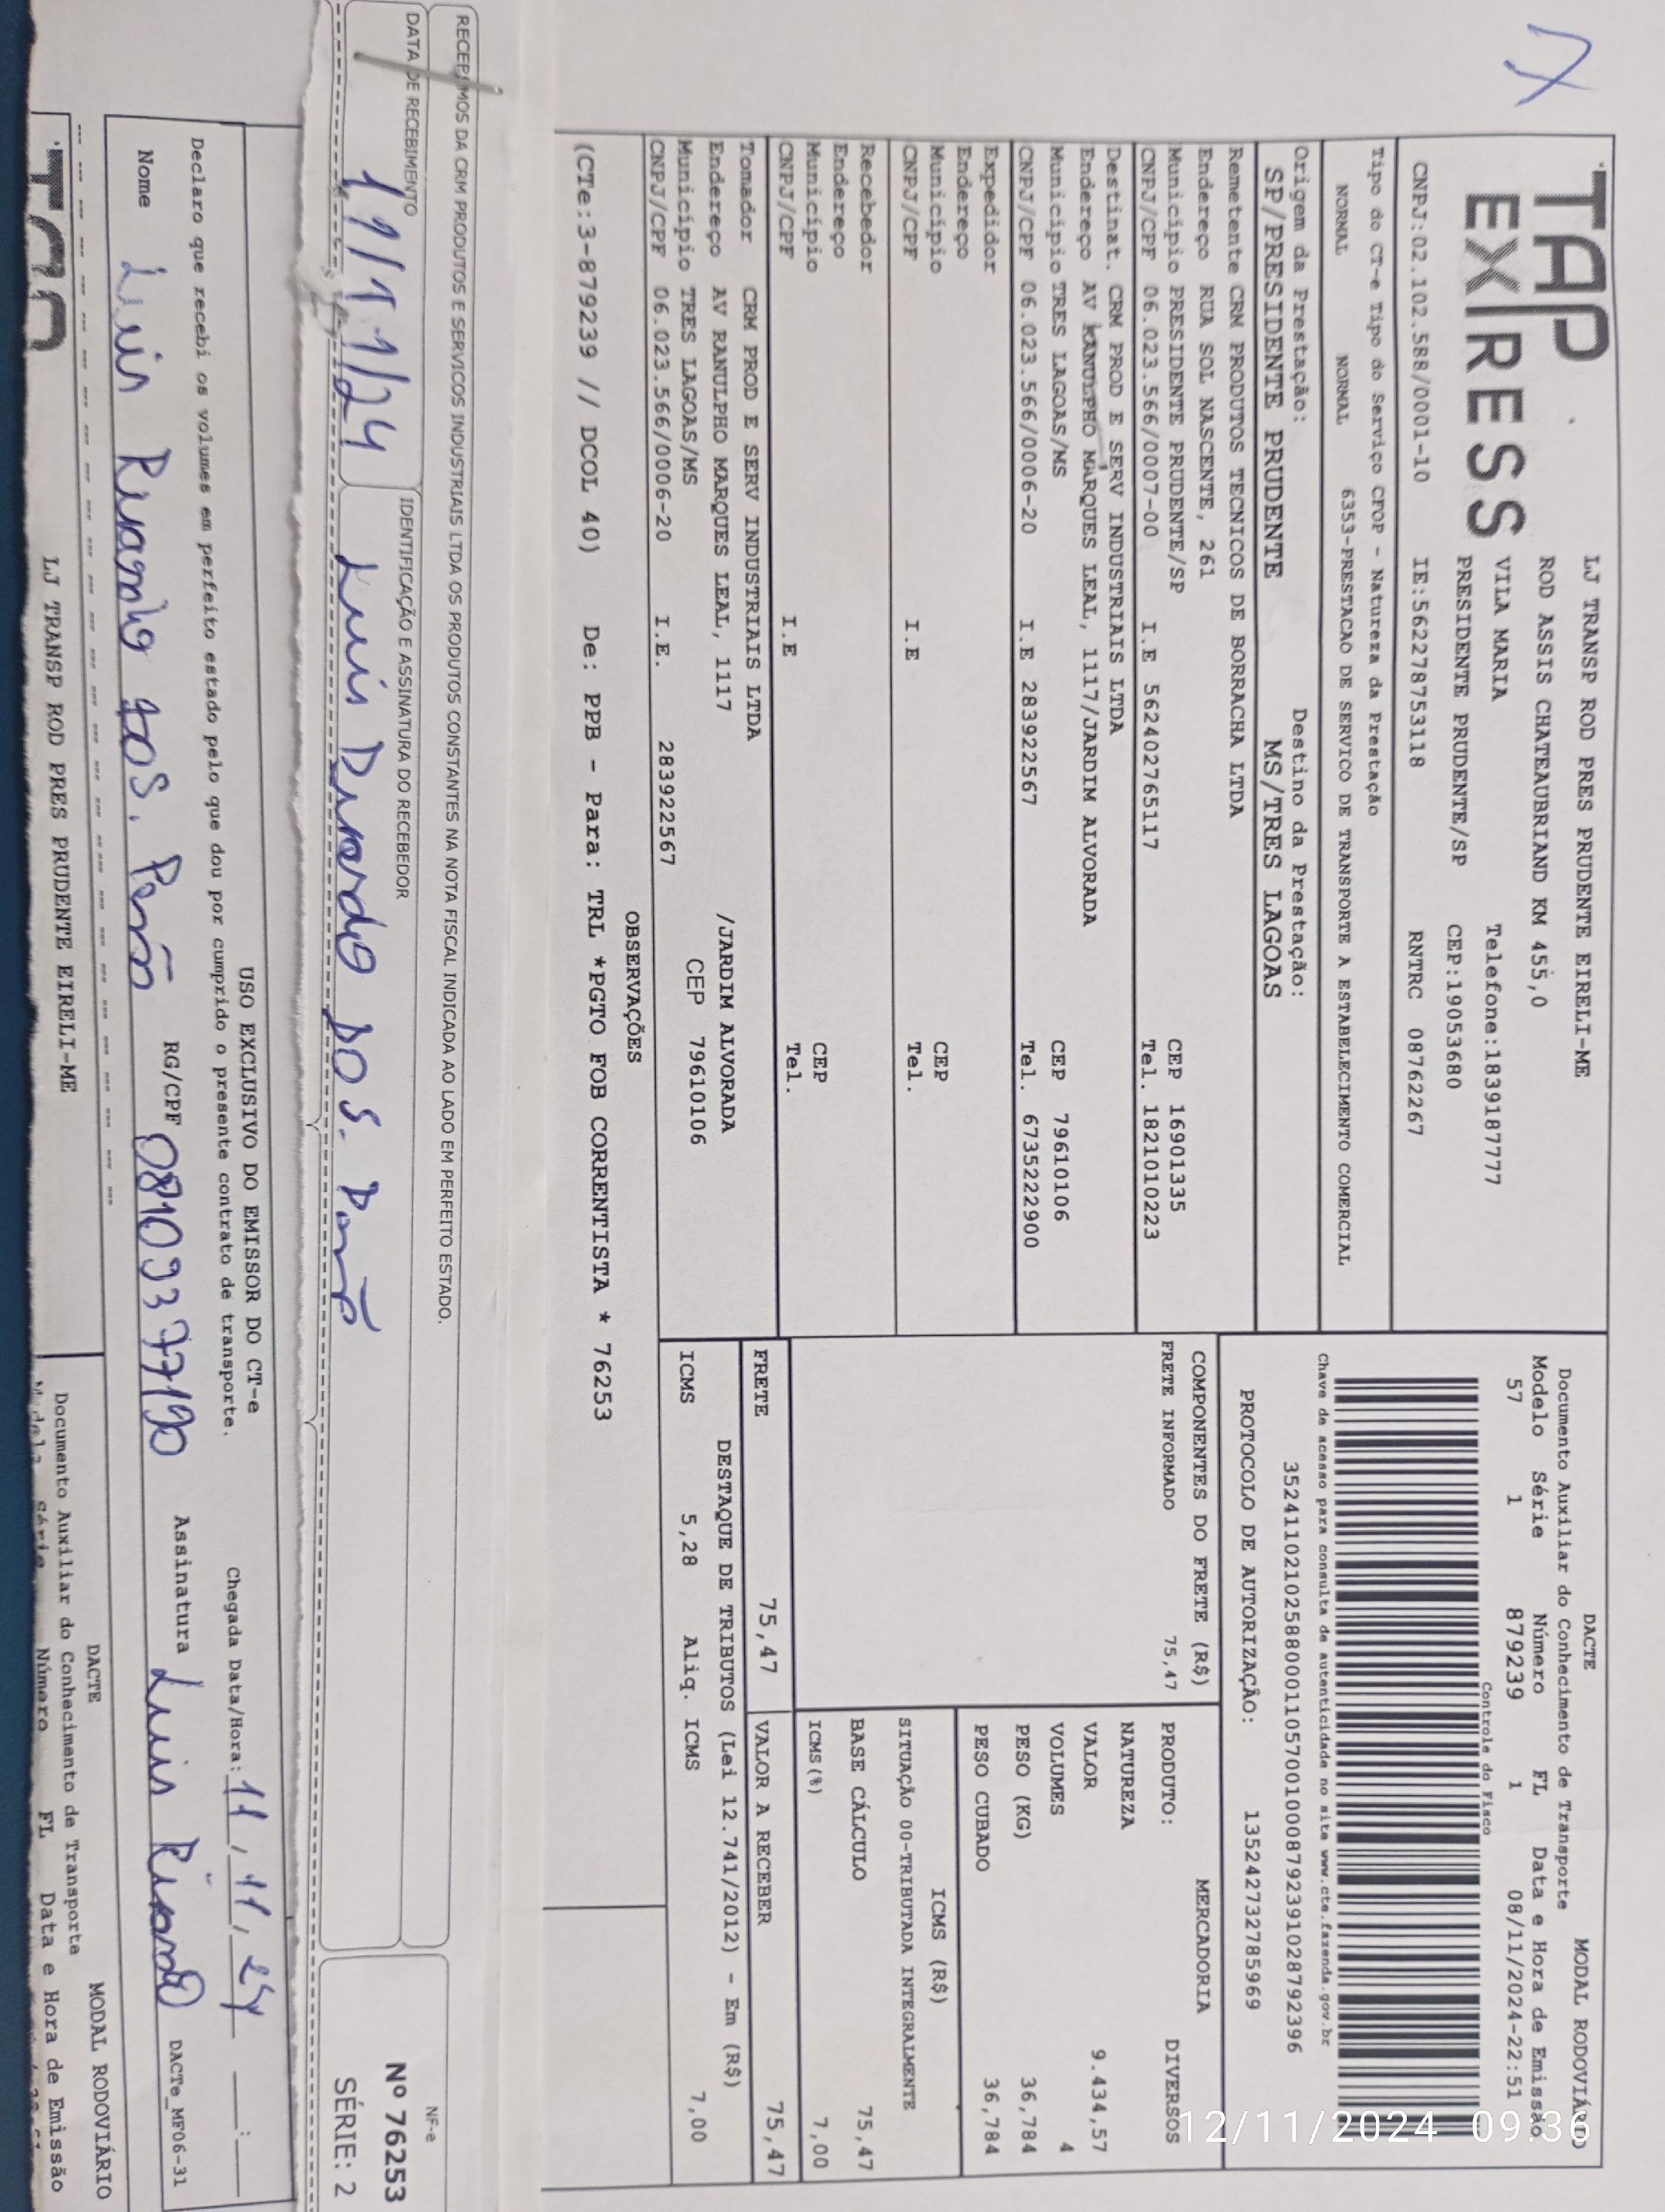 TAP
EXPRESS
LJ TRANSP ROD PRES PRUDENTE EIRELI-ME
ROD ASSIS CHATEAUBRIAND KM 455,0
VILA MARIA Telefone:1839187777
PRESIDENTE PRUDENTE/SP CEP:19053680
CNPJ:02.102.588/0001-10 IE:562278753118 RNTRC 08762267
Tipo do CT-e Tipo do Serviço CFOP - Natureza da Prestação
NORMAL NORMAL 6353-PRESTACAO DE SERVICO DE TRANSPORTE A ESTABELECIMENTO COMERCIAL
Origem da Prestação: Destino da Prestação:
SP/PRESIDENTE PRUDENTE MS/TRES LAGOAS
DACTE MODAL RODOVIÁRIO
Documento Auxiliar do Conhecimento de Transporte
Modelo Série Número FL Data e Hora de Emissão
57 1 879239 1 08/11/2024-22:51
Controle do Fisco
Chave de acesso para consulta de autenticidade no site www.cte.fazenda.gov.br
35241102102588000110570010008792391028792396
PROTOCOLO DE AUTORIZAÇÃO: 135242732785969
Remetente CRM PRODUTOS TECNICOS DE BORRACHA LTDA
Endereço RUA SOL NASCENTE, 261
Município PRESIDENTE PRUDENTE/SP CEP 16901335
CNPJ/CPF 06.023.566/0007-00 I.E 562402765117 Tel. 1821010223
Destinat. CRM PROD E SERV INDUSTRIAIS LTDA
Endereço AV RANULPHO MARQUES LEAL, 1117/JARDIM ALVORADA
Município TRES LAGOAS/MS CEP 79610106
CNPJ/CPF 06.023.566/0006-20 I.E 283922567 Tel. 6735222900
Expedidor
Endereço
Município CEP
CNPJ/CPF I.E Tel.
Recebedor
Endereço
Município CEP
CNPJ/CPF I.E Tel.
Tomador CRM PROD E SERV INDUSTRIAIS LTDA
Endereço AV RANULPHO MARQUES LEAL, 1117 /JARDIM ALVORADA
Município TRES LAGOAS/MS CEP 79610106
CNPJ/CPF 06.023.566/0006-20 I.E. 283922567
COMPONENTES DO FRETE (R$)
FRETE INFORMADO 75,47
MERCADORIA
PRODUTO: DIVERSOS
NATUREZA
VALOR 9.434,57
VOLUMES 4
PESO (KG) 36,784
PESO CUBADO 36,784
ICMS (R$)
SITUAÇÃO 00-TRIBUTADA INTEGRALMENTE
BASE CÁLCULO 75,47
ICMS(%) 7,00
FRETE 75,47 VALOR A RECEBER 75,47
DESTAQUE DE TRIBUTOS (Lei 12.741/2012) - Em (R$)
ICMS 5,28 Aliq. ICMS 7,00
OBSERVAÇÕES
(CTe:3-879239 // DCOL 40) De: PPB - Para: TRL *PGTO FOB CORRENTISTA * 76253
RECEBEMOS DA CRM PRODUTOS E SERVICOS INDUSTRIAIS LTDA OS PRODUTOS CONSTANTES NA NOTA FISCAL INDICADA AO LADO EM PERFEITO ESTADO.
DATA DE RECEBIMENTO IDENTIFICAÇÃO E ASSINATURA DO RECEBEDOR
11/11/24
NF-e
Nº 76253
SÉRIE: 2
USO EXCLUSIVO DO EMISSOR DO CT-e
Declaro que recebi os volumes em perfeito estado pelo que dou por cumprido o presente contrato de transporte. Chegada Data/Hora: 11/11/24 __:__
Nome Luis RG/CPF 08109377190 Assinatura Luis DACTe_MF06-31
LJ TRANSP ROD PRES PRUDENTE EIRELI-ME
DACTE MODAL RODOVIÁRIO
Documento Auxiliar do Conhecimento de Transporte
Modelo Série Número FL Data e Hora de Emissão
12/11/2024 09:36